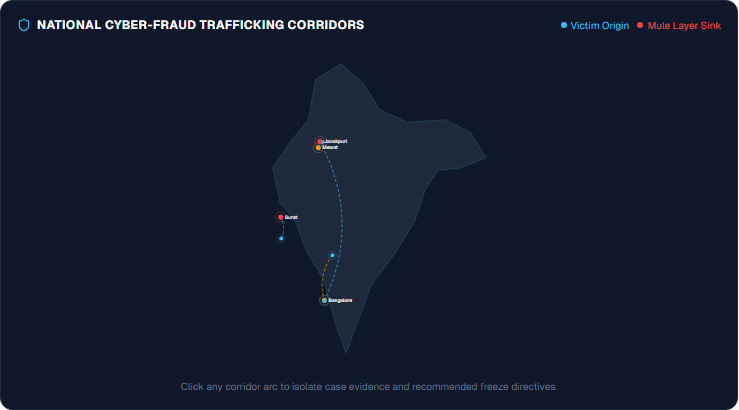 NATIONAL CYBER-FRAUD TRAFFICKING CORRIDORS
Victim Origin
Mule Layer Sink
Janakpuri
Mewat
Surat
Bangalore
Click any corridor arc to isolate case evidence and recommended freeze directives.